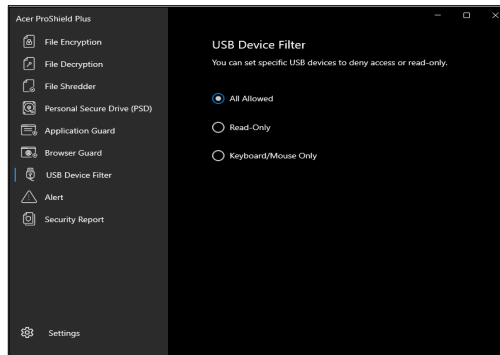 Acer ProShield Plus
File Encryption
File Decryption
File Shredder
Personal Secure Drive (PSD)
Application Guard
Browser Guard
USB Device Filter
Alert
Security Report
Settings
USB Device Filter
You can set specific USB devices to deny access or read-only.
All Allowed
Read-Only
Keyboard/Mouse Only